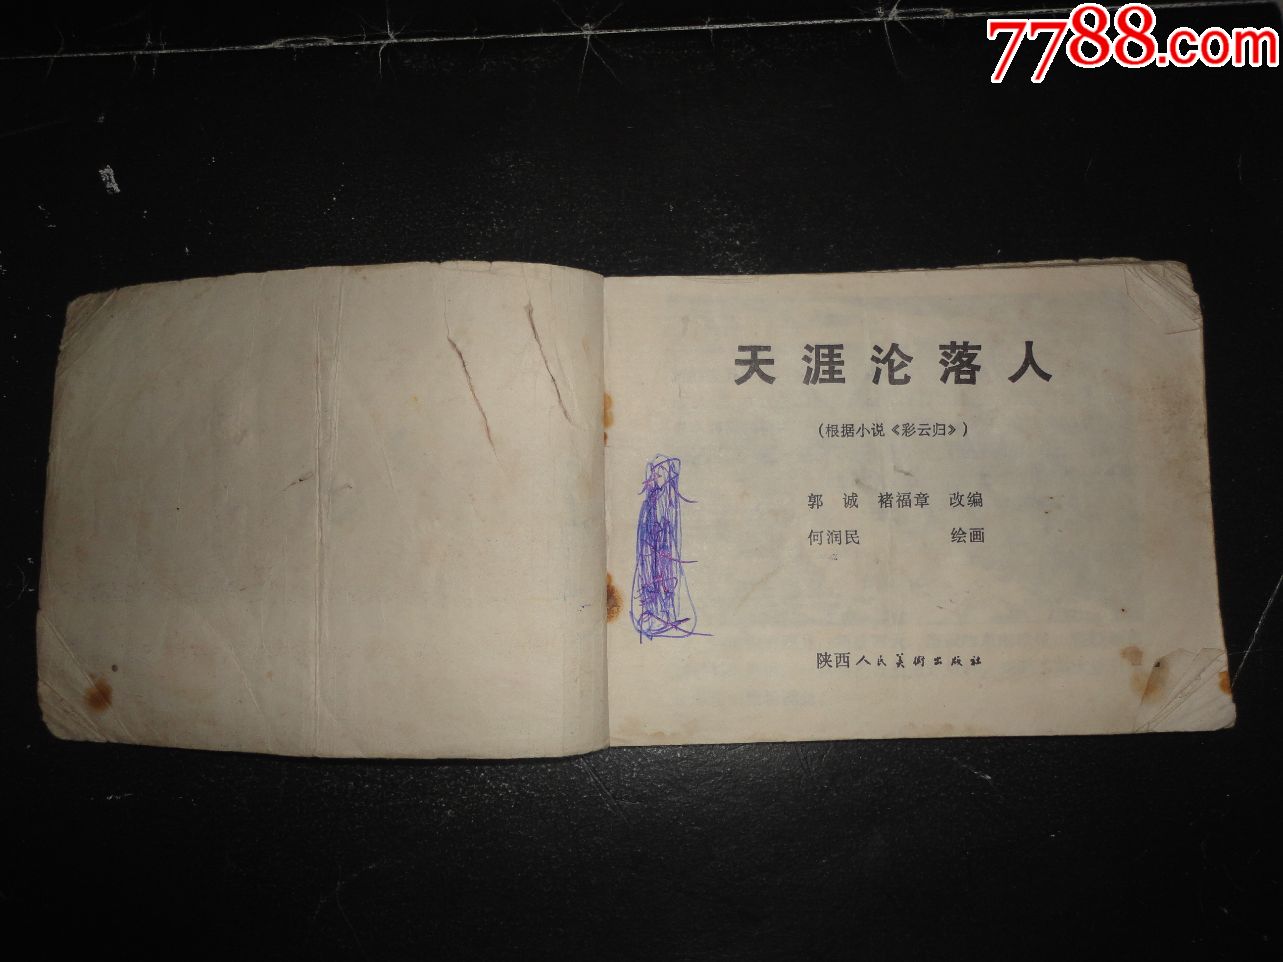 7788.com
天涯沦落人
（根据小说《彩云归》）
郭诚 褚福章 改编
何润民 绘画
陕西人民美术出版社